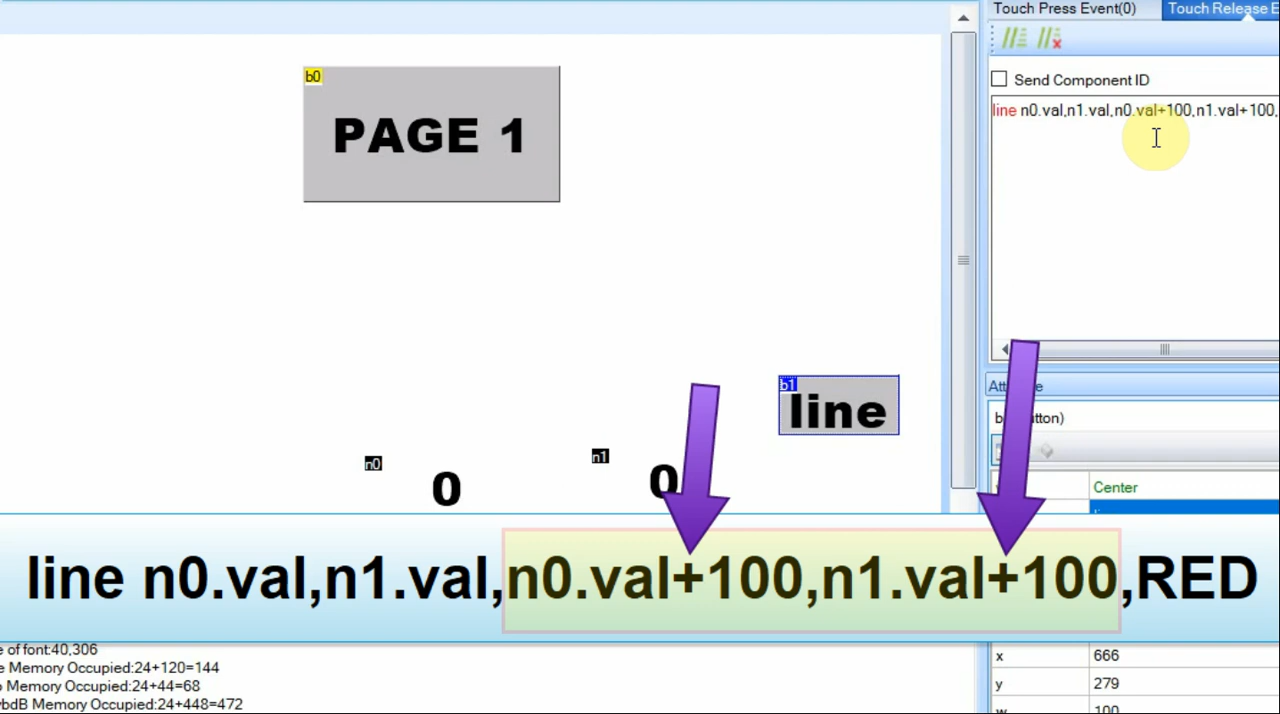 Touch Press Event(0)
Touch Release E
Send Component ID
line n0.val,n1.val,n0.val+100,n1.val+100,
b0
PAGE 1
b1
line
n0
0
n1
0
Center
line n0.val,n1.val,n0.val+100,n1.val+100,RED
e of font:40,306
e Memory Occupied:24+120=144
o Memory Occupied:24+44=68
ybdB Memory Occupied:24+448=472
x 666
y 279
w 100